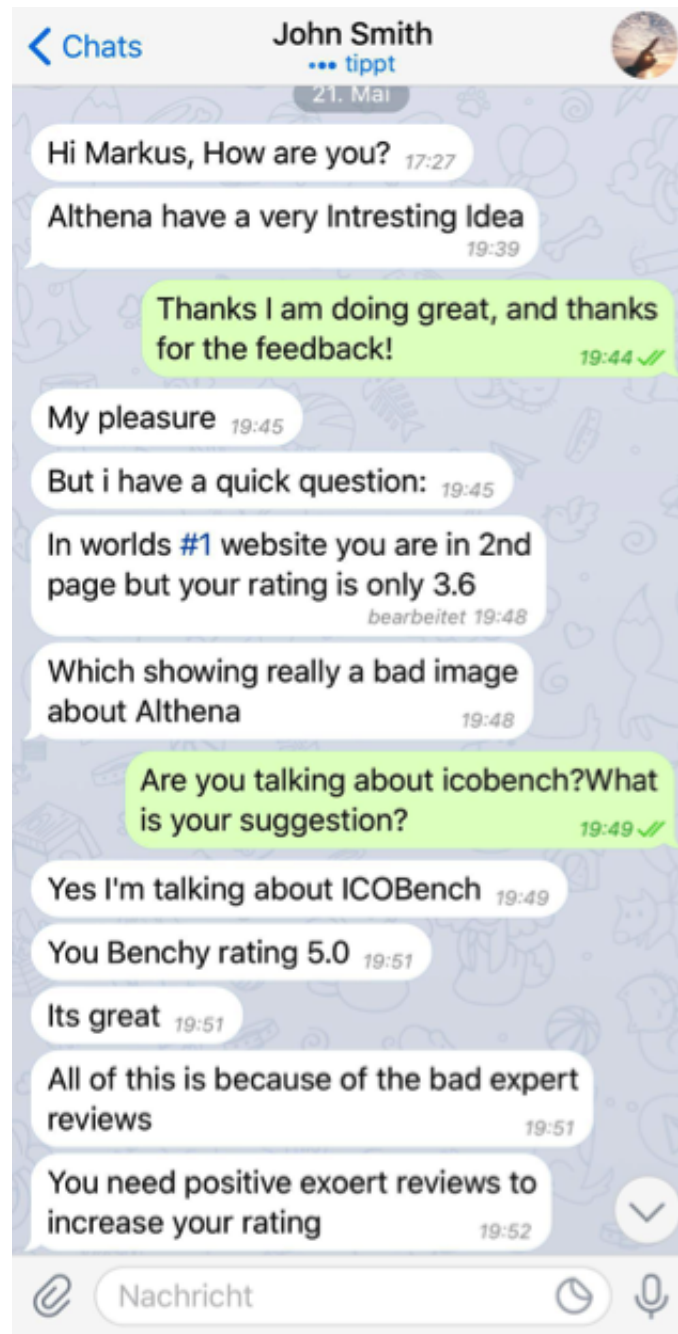 Chats
John Smith
••• tippt
21. Mai
Hi Markus, How are you? 17:27
Althena have a very Intresting Idea
19:39
Thanks I am doing great, and thanks
for the feedback! 19:44
My pleasure 19:45
But i have a quick question: 19:45
In worlds #1 website you are in 2nd
page but your rating is only 3.6
bearbeitet 19:48
Which showing really a bad image
about Althena 19:48
Are you talking about icobench?What
is your suggestion? 19:49
Yes I'm talking about ICOBench 19:49
You Benchy rating 5.0 19:51
Its great 19:51
All of this is because of the bad expert
reviews 19:51
You need positive exoert reviews to
increase your rating 19:52
Nachricht